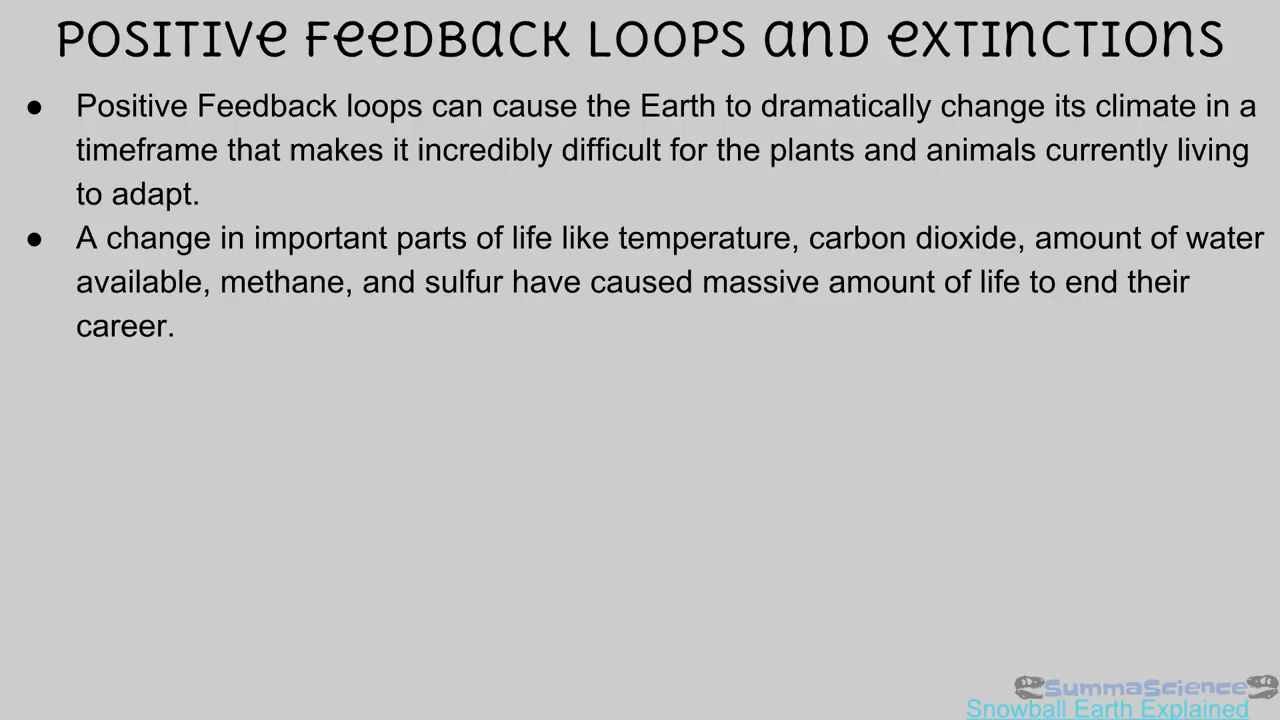 POSITIVE FEEDBACK LOOPS AND EXTINCTIONS
● Positive Feedback loops can cause the Earth to dramatically change its climate in a
timeframe that makes it incredibly difficult for the plants and animals currently living
to adapt.
● A change in important parts of life like temperature, carbon dioxide, amount of water
available, methane, and sulfur have caused massive amount of life to end their
career.
SummaScience
Snowball Earth Explained